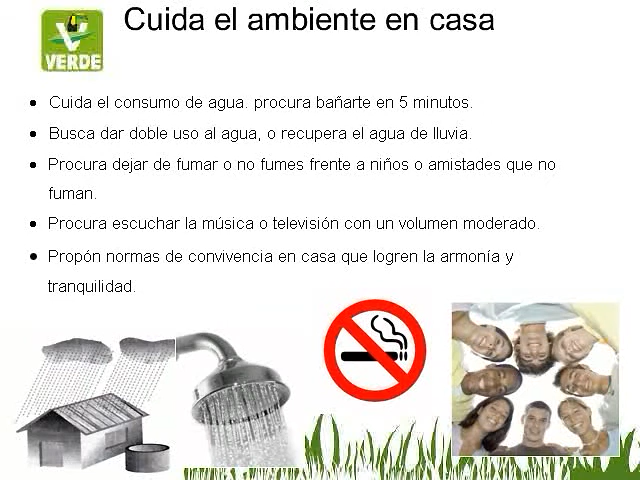 Cuida el ambiente en casa
VERDE
• Cuida el consumo de agua. procura bañarte en 5 minutos.
• Busca dar doble uso al agua, o recupera el agua de lluvia.
• Procura dejar de fumar o no fumes frente a niños o amistades que no
fuman.
• Procura escuchar la música o televisión con un volumen moderado.
• Propón normas de convivencia en casa que logren la armonía y
tranquilidad.